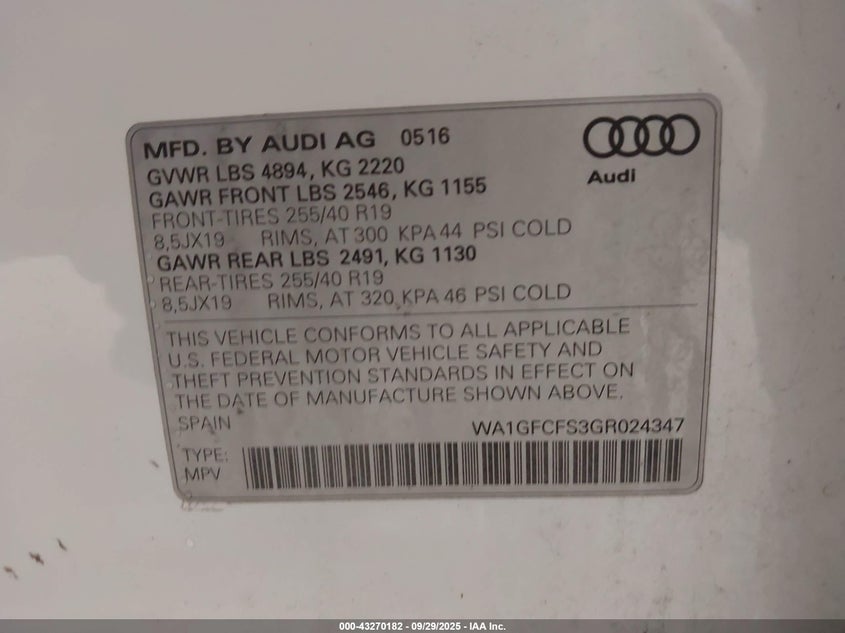 MFD. BY AUDI AG 0516
Audi
GVWR LBS 4894, KG 2220
GAWR FRONT LBS 2546, KG 1155
FRONT-TIRES 255/40 R19
8,5JX19 RIMS, AT 300 KPA 44 PSI COLD
GAWR REAR LBS 2491, KG 1130
REAR-TIRES 255/40 R19
8,5JX19 RIMS, AT 320 KPA 46 PSI COLD
THIS VEHICLE CONFORMS TO ALL APPLICABLE
U.S. FEDERAL MOTOR VEHICLE SAFETY AND
THEFT PREVENTION STANDARDS IN EFFECT ON
THE DATE OF MANUFACTURE SHOWN ABOVE.
SPAIN WA1GFCFS3GR024347
TYPE:
MPV
000-43270182 - 09/29/2025 - IAA Inc.